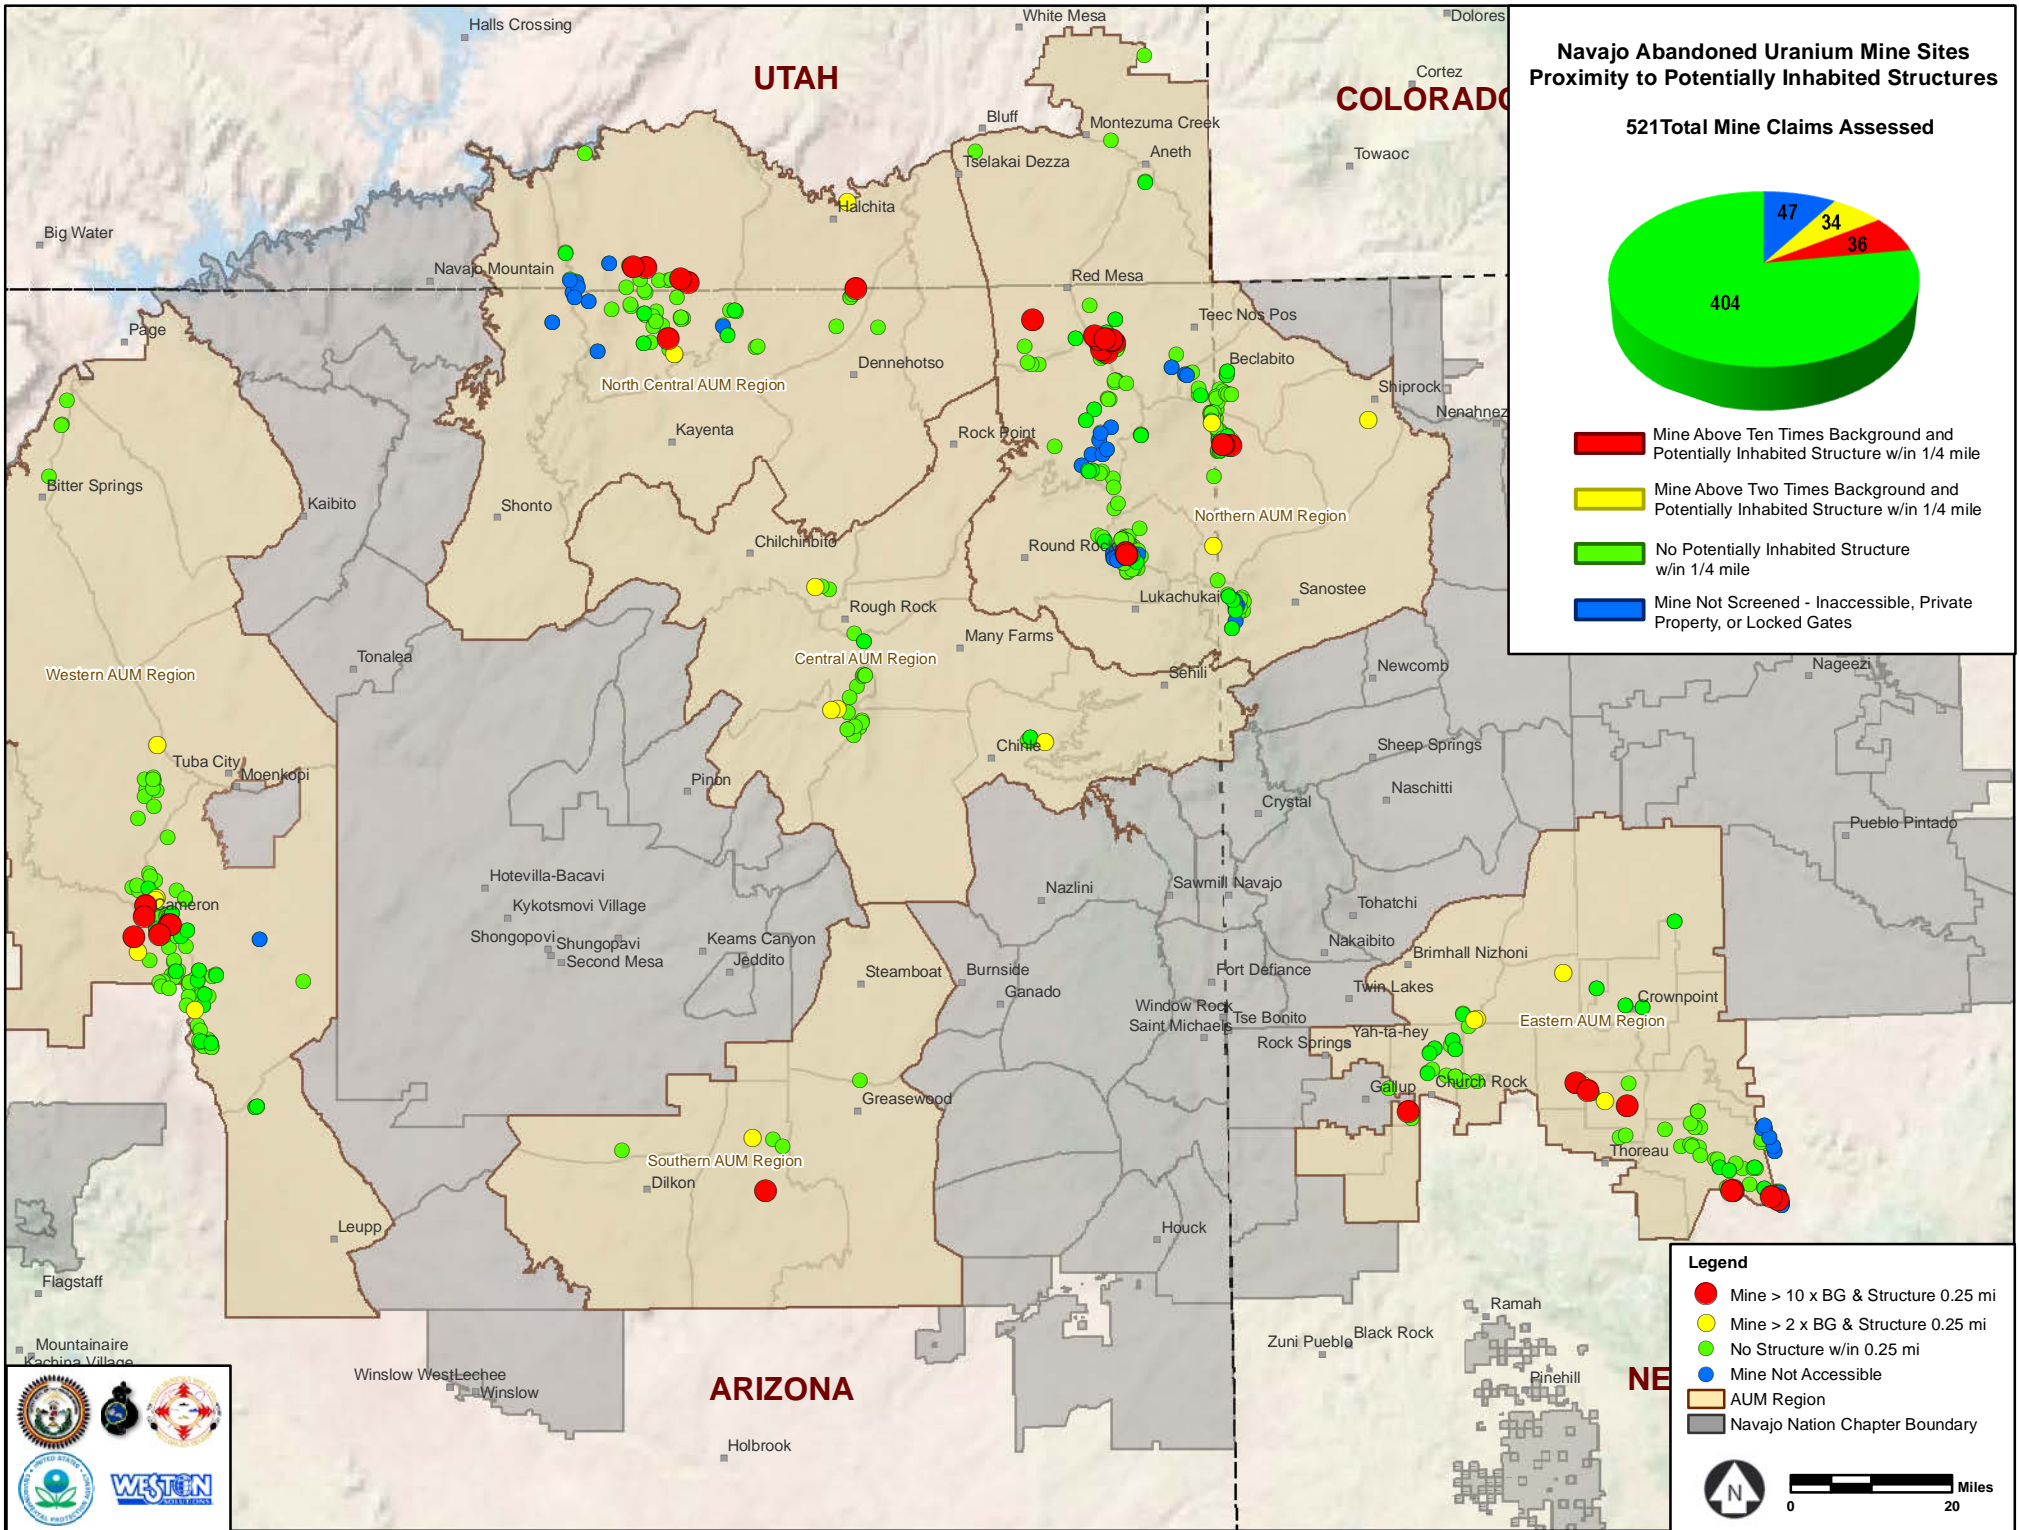 Halls Crossing
White Mesa
Dolores
UTAH
Cortez
COLORADO
Bluff
Montezuma Creek
Tselakai Dezza
Aneth
Towaoc
Big Water
Halchita
Navajo Mountain
Red Mesa
Page
Teec Nos Pos
Beclabito
Dennehotso
North Central AUM Region
Shiprock
Nenahnez
Kayenta
Rock Point
Bitter Springs
Kaibito
Shonto
Northern AUM Region
Chilchinbito
Round Rock
Rough Rock
Lukachukai
Sanostee
Many Farms
Central AUM Region
Tonalea
Western AUM Region
Sehili
Newcomb
Nageezi
Tuba City
Moenkopi
Chinle
Sheep Springs
Pinon
Crystal
Naschitti
Pueblo Pintado
Hotevilla-Bacavi
Nazlini
Sawmill
Navajo
Cameron
Kykotsmovi Village
Tohatchi
Shongopovi
Shungopavi
Second Mesa
Keams Canyon
Jeddito
Nakaibito
Brimhall Nizhoni
Steamboat
Burnside
Fort Defiance
Ganado
Twin Lakes
Crownpoint
Window Rock
Saint Michaels
Tse Bonito
Eastern AUM Region
Rock Springs
Yah-ta-hey
Gallup
Church Rock
Greasewood
Southern AUM Region
Dilkon
Thoreau
Leupp
Houck
Flagstaff
Ramah
Mountainaire
Kachina Village
Zuni Pueblo
Black Rock
Winslow West
Lechee
Winslow
ARIZONA
NE
Pinehill
Holbrook
Navajo Abandoned Uranium Mine Sites
Proximity to Potentially Inhabited Structures
521Total Mine Claims Assessed
47
34
36
404
Mine Above Ten Times Background and
Potentially Inhabited Structure w/in 1/4 mile
Mine Above Two Times Background and
Potentially Inhabited Structure w/in 1/4 mile
No Potentially Inhabited Structure
w/in 1/4 mile
Mine Not Screened - Inaccessible, Private
Property, or Locked Gates
Legend
Mine > 10 x BG & Structure 0.25 mi
Mine > 2 x BG & Structure 0.25 mi
No Structure w/in 0.25 mi
Mine Not Accessible
AUM Region
Navajo Nation Chapter Boundary
N
Miles
0 20
UNITED STATES
ENVIRONMENTAL PROTECTION AGENCY
WESTON
SOLUTIONS